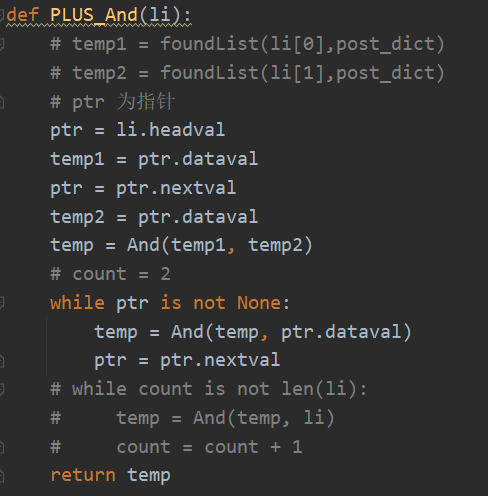 def PLUS_And(li):
    # temp1 = foundList(li[0],post_dict)
    # temp2 = foundList(li[1],post_dict)
    # ptr 为指针
    ptr = li.headval
    temp1 = ptr.dataval
    ptr = ptr.nextval
    temp2 = ptr.dataval
    temp = And(temp1, temp2)
    # count = 2
    while ptr is not None:
        temp = And(temp, ptr.dataval)
        ptr = ptr.nextval
    # while count is not len(li):
    #     temp = And(temp, li)
    #     count = count + 1
    return temp